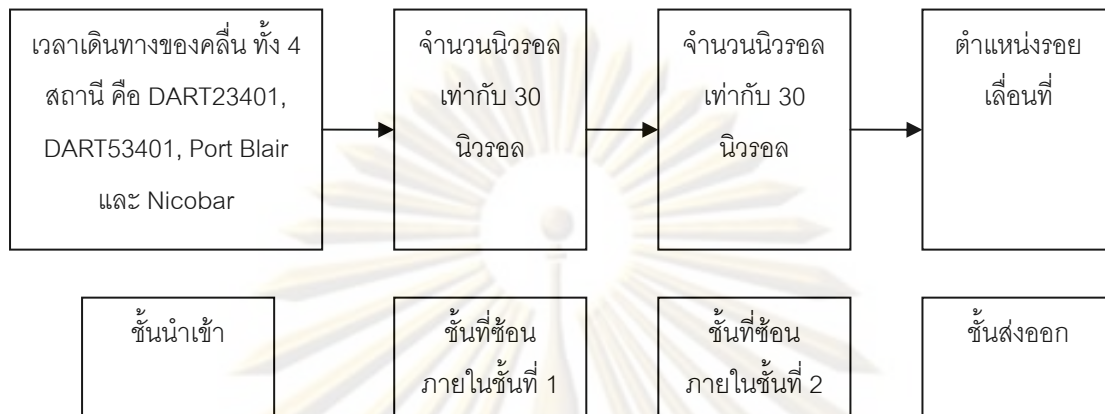 เวลาเดินทางของคลื่น ทั้ง 4
สถานี คือ DART23401,
DART53401, Port Blair
และ Nicobar
จำนวนนิวรอล
เท่ากับ 30
นิวรอล
จำนวนนิวรอล
เท่ากับ 30
นิวรอล
ตำแหน่งรอย
เลื่อนที่
ชั้นนำเข้า
ชั้นที่ซ้อน
ภายในชั้นที่ 1
ชั้นที่ซ้อน
ภายในชั้นที่ 2
ชั้นส่งออก